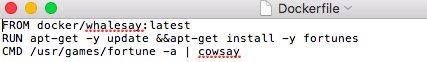 Dockerfile
FROM docker/whalesay:latest
RUN apt-get -y update &&apt-get install -y fortunes
CMD /usr/games/fortune -a | cowsay